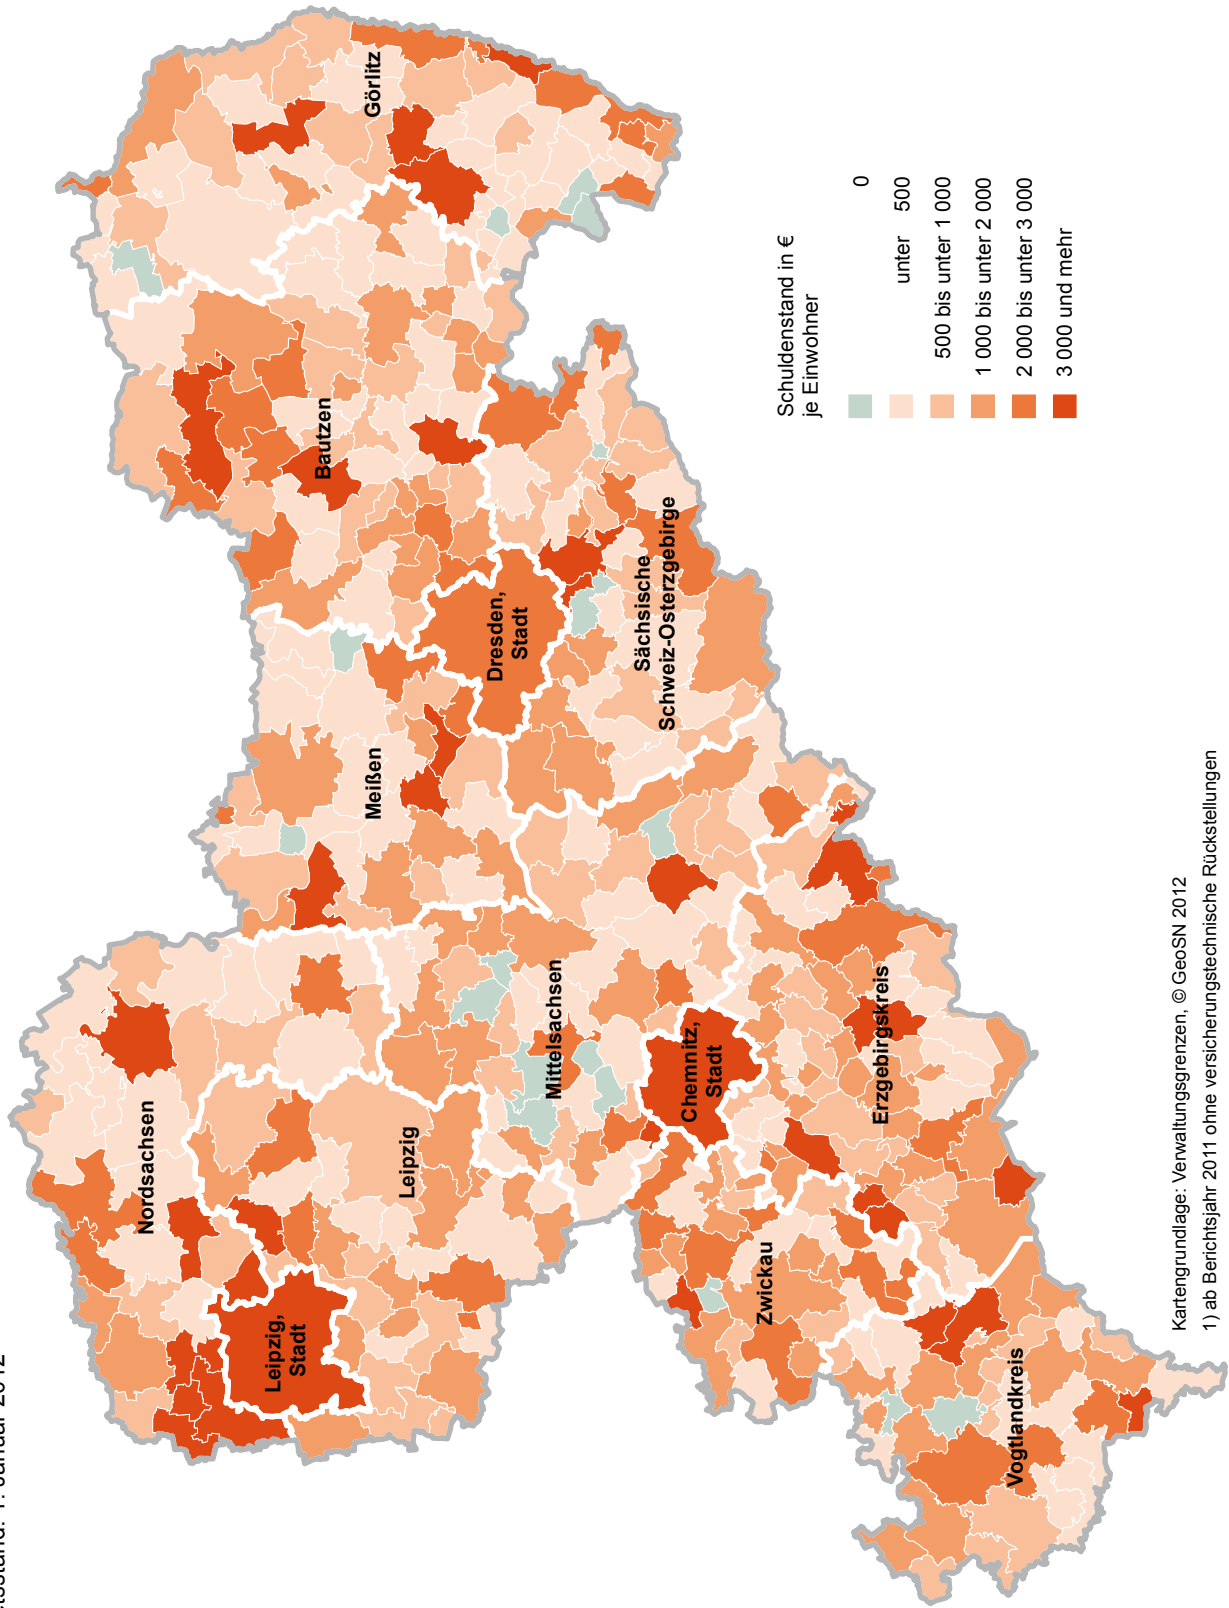 Januar 2012
Nordsachsen
Leipzig,
Stadt
Leipzig
Mittelsachsen
Meißen
Bautzen
Görlitz
Dresden,
Stadt
Sächsische
Schweiz-Osterzgebirge
Chemnitz,
Stadt
Erzgebirgskreis
Zwickau
Vogtlandkreis
Schuldenstand in €
je Einwohner
0
unter 500
500 bis unter 1 000
1 000 bis unter 2 000
2 000 bis unter 3 000
3 000 und mehr
Kartengrundlage: Verwaltungsgrenzen, © GeoSN 2012
1) ab Berichtsjahr 2011 ohne versicherungstechnische Rückstellungen